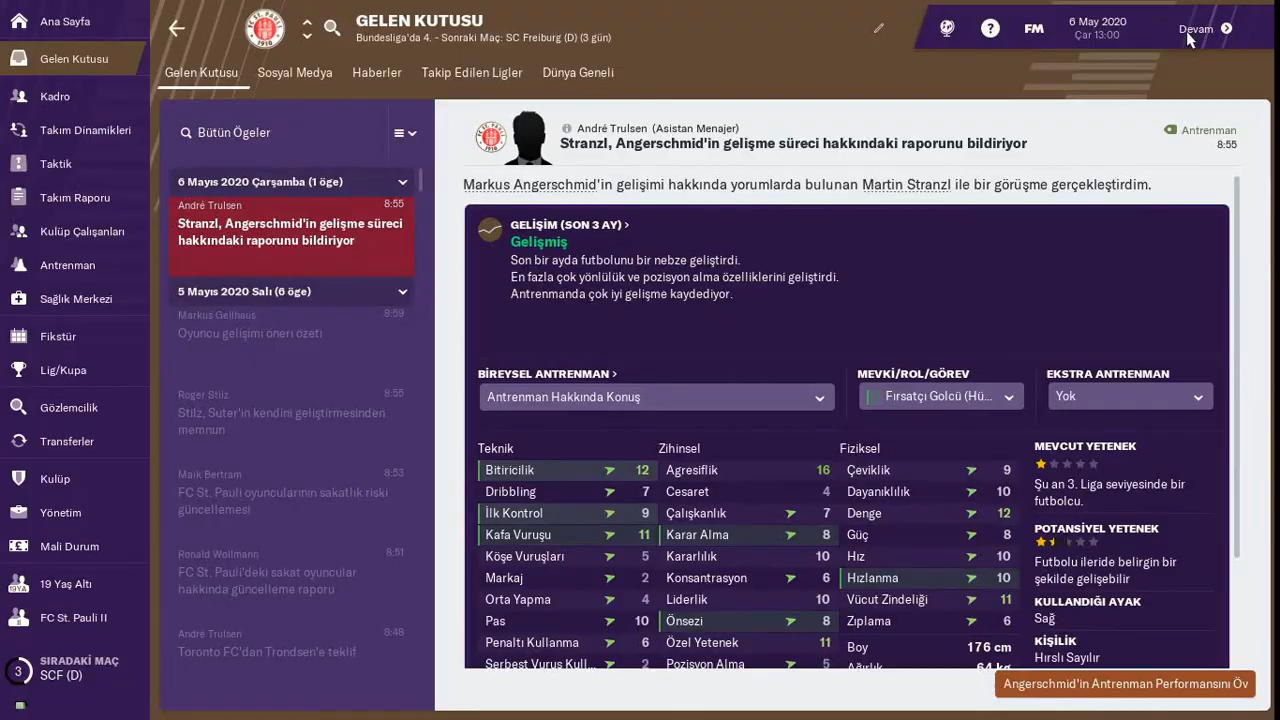 Ana Sayfa
Gelen Kutusu
Kadro
Takım Dinamikleri
Taktik
Takım Raporu
Kulüp Çalışanları
Antrenman
Sağlık Merkezi
Fikstür
Lig/Kupa
Gözlemcilik
Transferler
Kulüp
Yönetim
Mali Durum
19 Yaş Altı
FC St. Pauli II
3
SIRADAKİ MAÇ
SCF (D)
GELEN KUTUSU
Bundesliga'da 4. - Sonraki Maç: SC Freiburg (D) (3 gün)
FM
6 May 2020
Çar 13:00
Devam
Gelen Kutusu
Sosyal Medya
Haberler
Takip Edilen Ligler
Dünya Geneli
Bütün Ögeler
6 Mayıs 2020 Çarşamba (1 öge)
André Trulsen 8:55
Stranzl, Angerschmid'in gelişme süreci
hakkındaki raporunu bildiriyor
5 Mayıs 2020 Salı (6 öge)
Markus Gellhaus 8:59
Oyuncu gelişimi öneri özeti
Roger Stilz 8:55
Stilz, Suter'in kendini geliştirmesinden
memnun
Maik Bertram 8:53
FC St. Pauli oyuncularının sakatlık riski
güncellemesi
Ronald Wollmann 8:51
FC St. Pauli'deki sakat oyuncular
hakkında güncelleme raporu
André Trulsen 8:48
Toronto FC'dan Trondsen'e teklif
André Trulsen (Asistan Menajer)
Stranzl, Angerschmid'in gelişme süreci hakkındaki raporunu bildiriyor
Antrenman
8:55
Markus Angerschmid'in gelişimi hakkında yorumlarda bulunan Martin Stranzl ile bir görüşme gerçekleştirdim.
GELİŞİM (SON 3 AY) >
Gelişmiş
Son bir ayda futbolunu bir nebze geliştirdi.
En fazla çok yönlülük ve pozisyon alma özelliklerini geliştirdi.
Antrenmanda çok iyi gelişme kaydediyor.
BİREYSEL ANTRENMAN >
Antrenman Hakkında Konuş
MEVKİ/ROL/GÖREV
Fırsatçı Golcü (Hü...
EKSTRA ANTRENMAN
Yok
Teknik
Bitiricilik 12
Dribbling 7
İlk Kontrol 9
Kafa Vuruşu 11
Köşe Vuruşları 5
Markaj 2
Orta Yapma 4
Pas 10
Penaltı Kullanma 6
Serbest Vuruş Kull... 2
Zihinsel
Agresiflik 16
Cesaret 4
Çalışkanlık 7
Karar Alma 8
Kararlılık 10
Konsantrasyon 6
Liderlik 10
Önsezi 8
Özel Yetenek 11
Pozisyon Alma 5
Fiziksel
Çeviklik 9
Dayanıklılık 10
Denge 12
Güç 8
Hız 10
Hızlanma 10
Vücut Zindeliği 11
Zıplama 6
Boy 176 cm
Ağırlık 64 kg
MEVCUT YETENEK
Şu an 3. Liga seviyesinde bir
futbolcu.
POTANSİYEL YETENEK
Futbolu ileride belirgin bir
şekilde gelişebilir
KULLANDIĞI AYAK
Sağ
KİŞİLİK
Hırslı Sayılır
Angerschmid'in Antrenman Performansını Öv